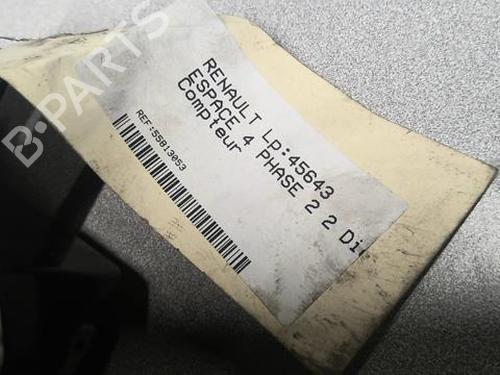 B-PARTS
RENAULT LP:45643
ESPACE 4 PHASE 2 2 Di
Compteur
REF:55813053